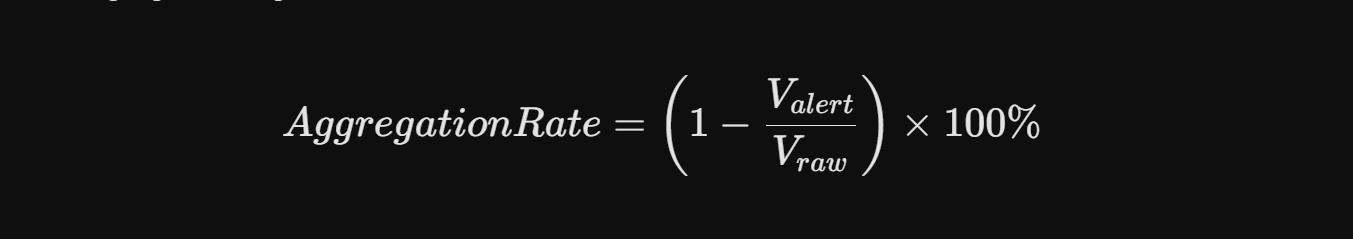 AggregationRate = (1 − V_alert / V_raw) × 100%